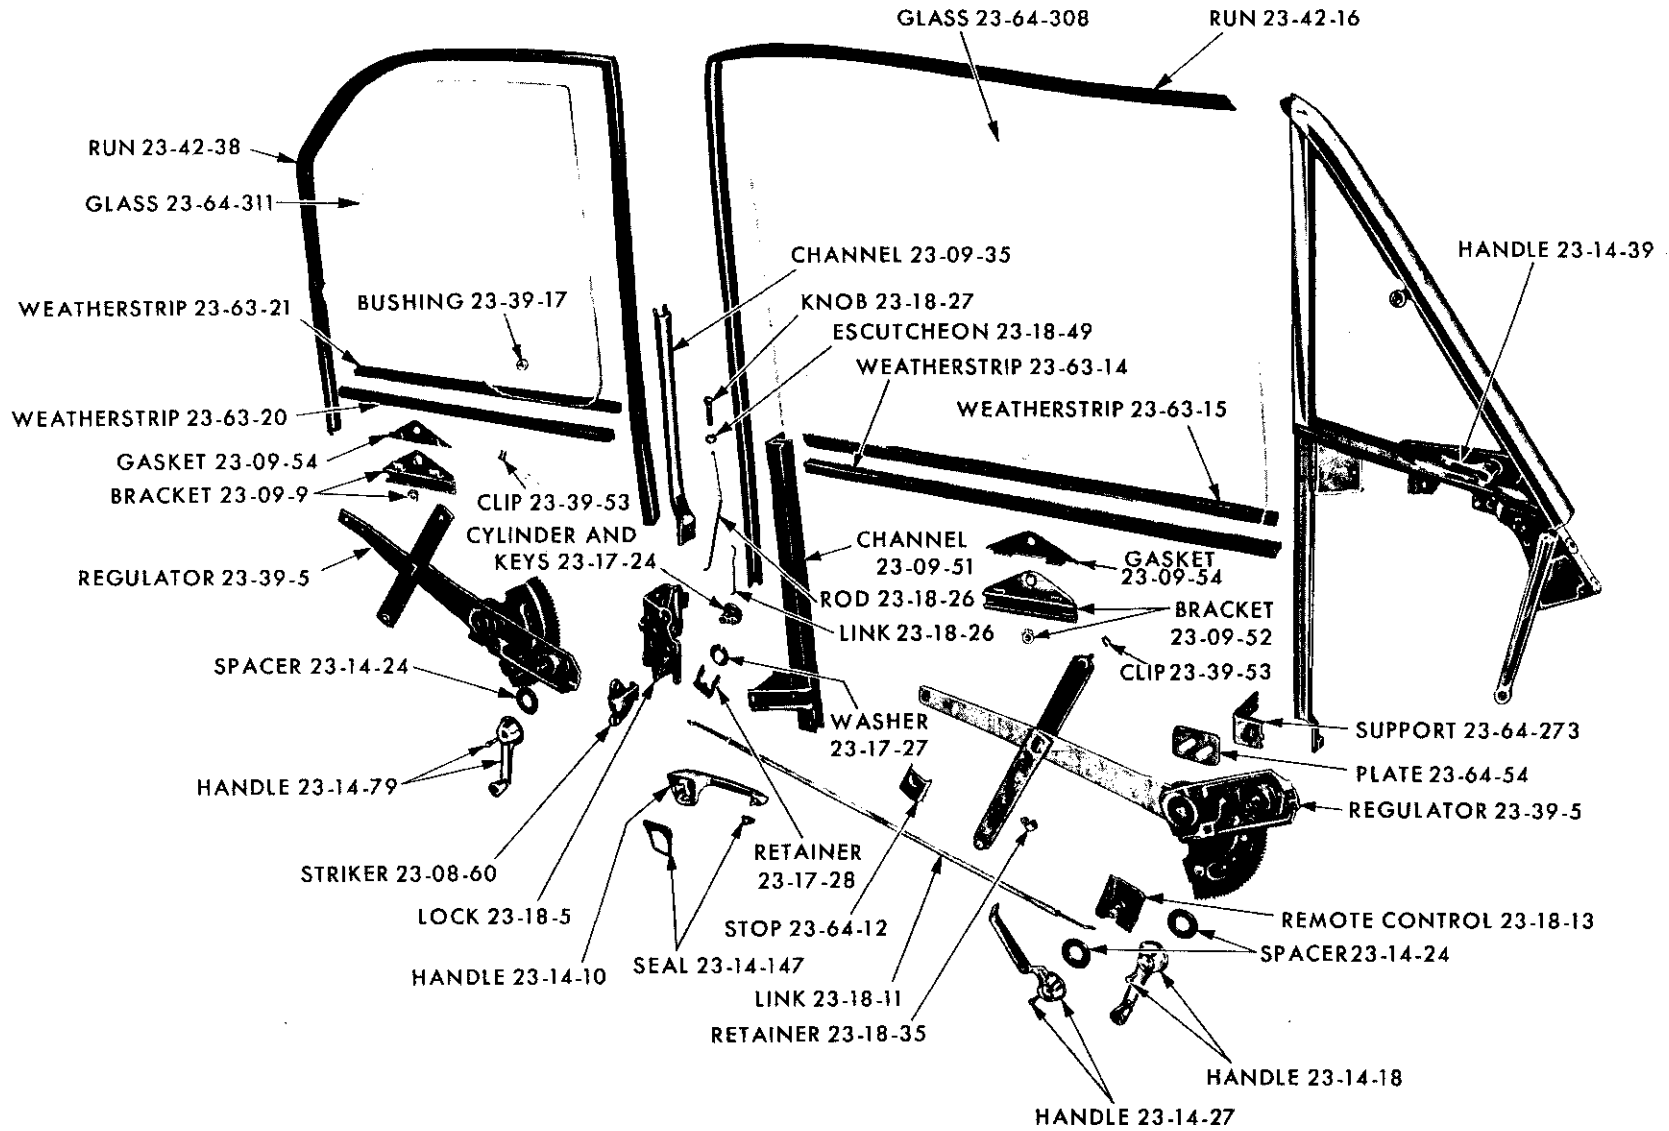 GLASS 23-64-308
RUN 23-42-16
RUN 23-42-38
GLASS 23-64-311
CHANNEL 23-09-35
HANDLE 23-14-39
WEATHERSTRIP 23-63-21
BUSHING 23-39-17
KNOB 23-18-27
ESCUTCHEON 23-18-49
WEATHERSTRIP 23-63-14
WEATHERSTRIP 23-63-20
WEATHERSTRIP 23-63-15
GASKET 23-09-54
BRACKET 23-09-9
CLIP 23-39-53
CYLINDER AND
KEYS 23-17-24
CHANNEL
23-09-51
GASKET
23-09-54
REGULATOR 23-39-5
ROD 23-18-26
BRACKET
23-09-52
LINK 23-18-26
SPACER 23-14-24
CLIP 23-39-53
WASHER
23-17-27
SUPPORT 23-64-273
HANDLE 23-14-79
PLATE 23-64-54
REGULATOR 23-39-5
STRIKER 23-08-60
RETAINER
23-17-28
LOCK 23-18-5
STOP 23-64-12
REMOTE CONTROL 23-18-13
SPACER 23-14-24
HANDLE 23-14-10
SEAL 23-14-147
LINK 23-18-11
RETAINER 23-18-35
HANDLE 23-14-18
HANDLE 23-14-27